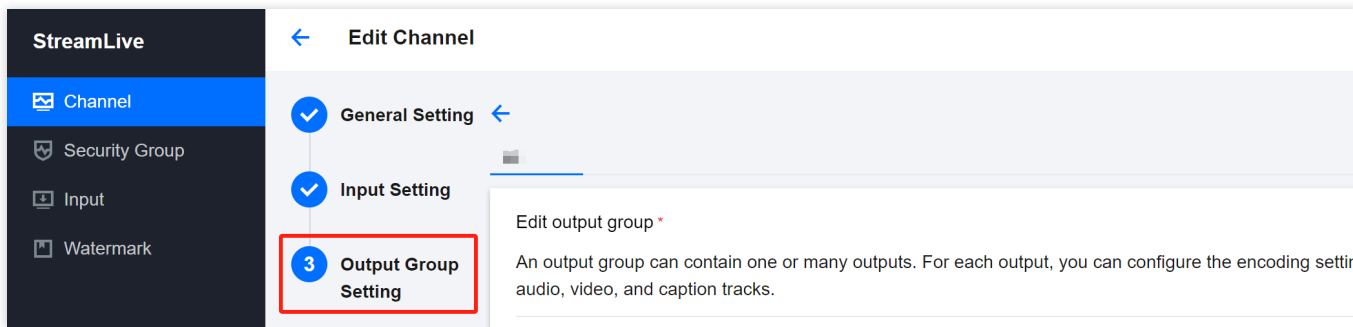 StreamLive
Channel
Security Group
Input
Watermark
Edit Channel
General Setting
Input Setting
3 Output Group
Setting
Edit output group *
An output group can contain one or many outputs. For each output, you can configure the encoding
audio, video, and caption tracks.